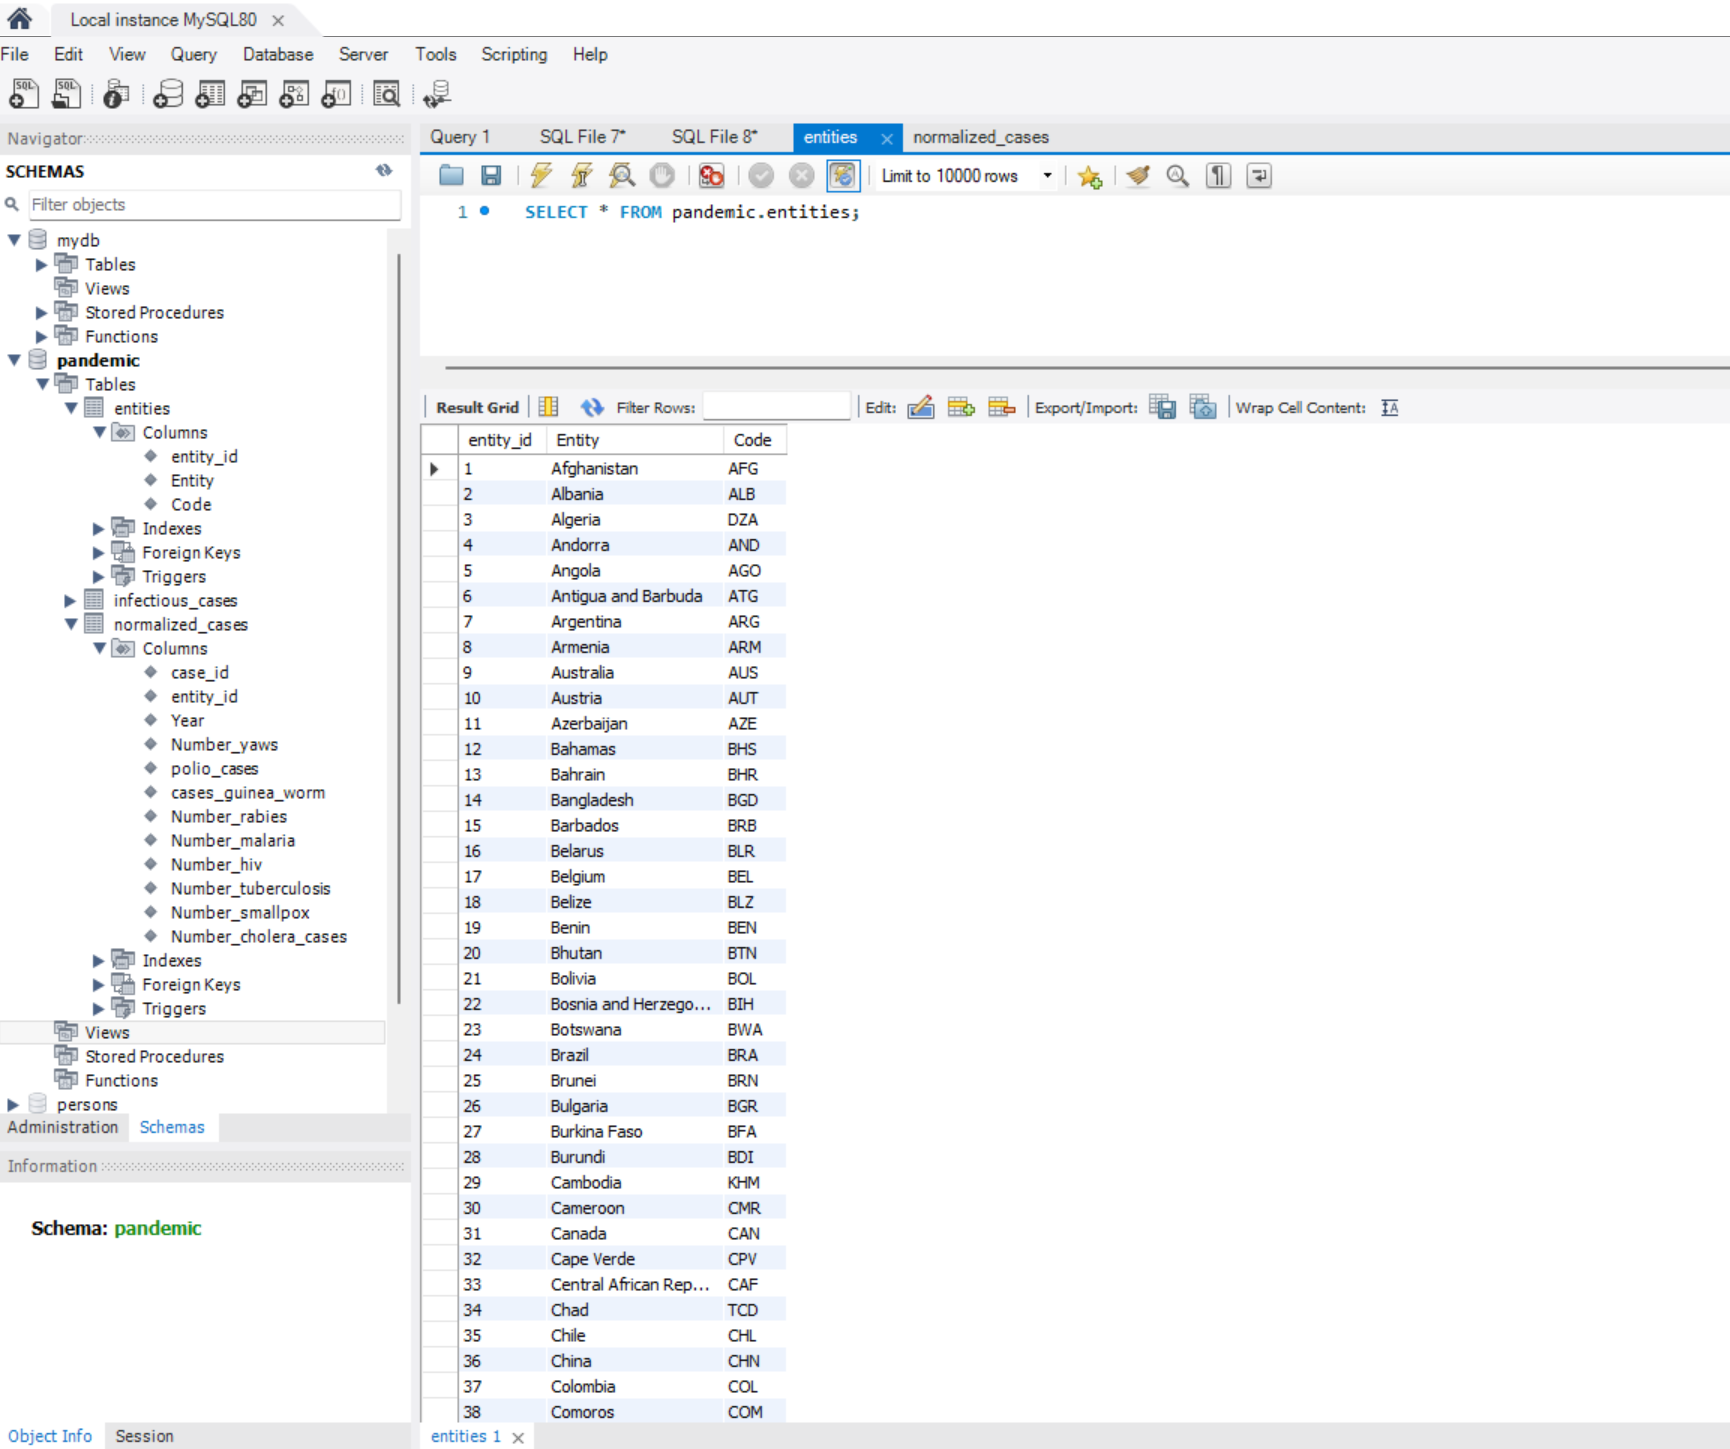 Local instance MySQL80
File Edit View Query Database Server Tools Scripting Help
Navigator
SCHEMAS
Filter objects
mydb
Tables
Views
Stored Procedures
Functions
pandemic
Tables
entities
Columns
entity_id
Entity
Code
Indexes
Foreign Keys
Triggers
infectious_cases
normalized_cases
Columns
case_id
entity_id
Year
Number_yaws
polio_cases
cases_guinea_worm
Number_rabies
Number_malaria
Number_hiv
Number_tuberculosis
Number_smallpox
Number_cholera_cases
Indexes
Foreign Keys
Triggers
Views
Stored Procedures
Functions
persons
Administration Schemas
Information
Schema: pandemic
Object Info Session
Query 1 SQL File 7* SQL File 8* entities normalized_cases
Limit to 10000 rows
1 SELECT * FROM pandemic.entities;
Result Grid Filter Rows: Edit: Export/Import: Wrap Cell Content:
entity_id Entity Code
1 Afghanistan AFG
2 Albania ALB
3 Algeria DZA
4 Andorra AND
5 Angola AGO
6 Antigua and Barbuda ATG
7 Argentina ARG
8 Armenia ARM
9 Australia AUS
10 Austria AUT
11 Azerbaijan AZE
12 Bahamas BHS
13 Bahrain BHR
14 Bangladesh BGD
15 Barbados BRB
16 Belarus BLR
17 Belgium BEL
18 Belize BLZ
19 Benin BEN
20 Bhutan BTN
21 Bolivia BOL
22 Bosnia and Herzego... BIH
23 Botswana BWA
24 Brazil BRA
25 Brunei BRN
26 Bulgaria BGR
27 Burkina Faso BFA
28 Burundi BDI
29 Cambodia KHM
30 Cameroon CMR
31 Canada CAN
32 Cape Verde CPV
33 Central African Rep... CAF
34 Chad TCD
35 Chile CHL
36 China CHN
37 Colombia COL
38 Comoros COM
entities 1